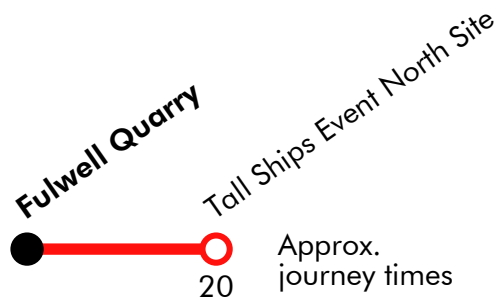 Fulwell Quarry
Tall Ships Event North Site
20
Approx.
journey times